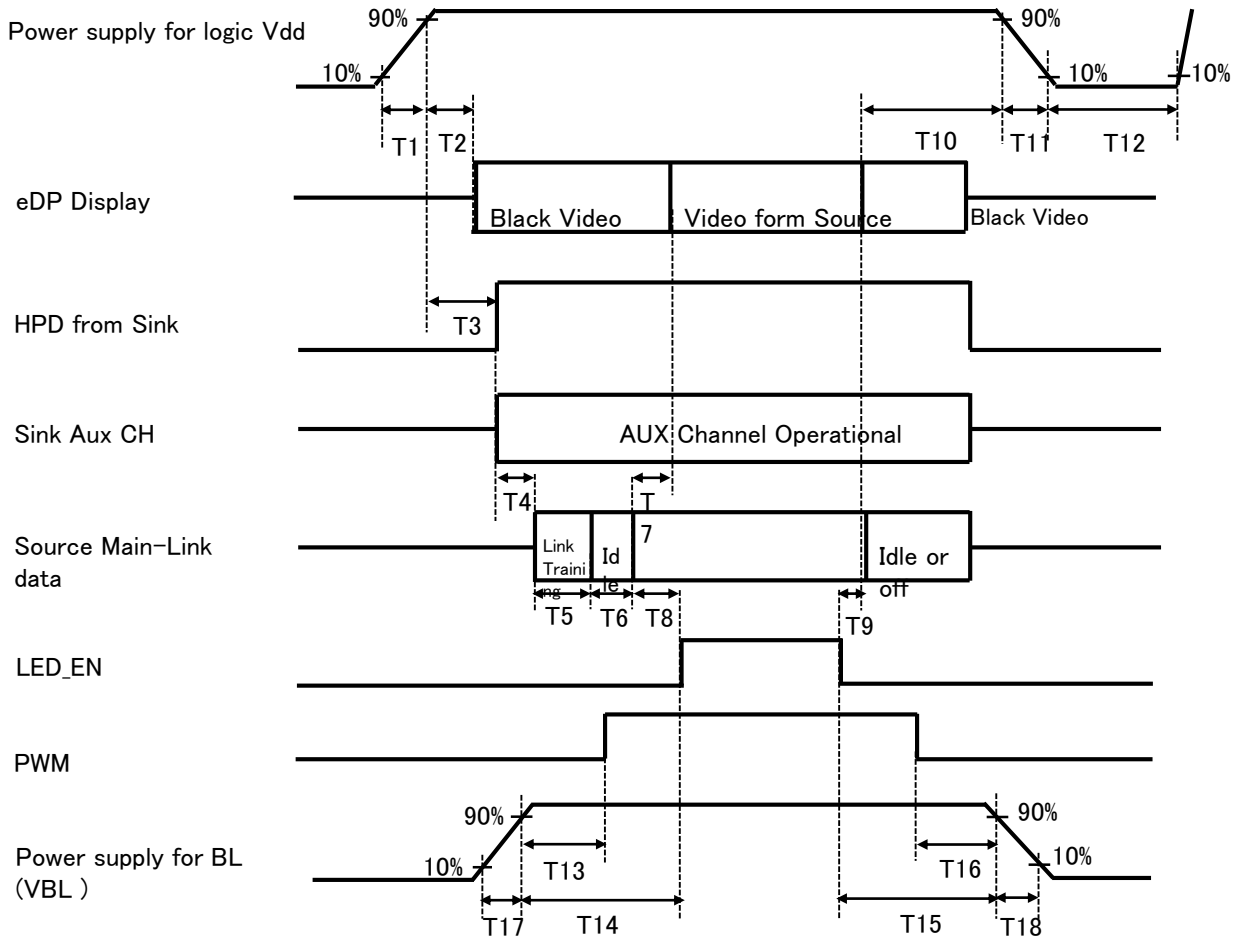 90%
90%
Power supply for logic Vdd
10%
10%
10%
T1
T2
T10
T11
T12
eDP Display
Black Video
Video form Source
Black Video
HPD from Sink
T3
Sink Aux CH
AUX Channel Operational
T4
T
7
Source Main-Link
data
Link
Traini
ng
Id
le
Idle or
off
T5
T6
T8
T9
LED_EN
PWM
90%
90%
Power supply for BL
(VBL )
10%
10%
T13
T16
T17
T14
T15
T18